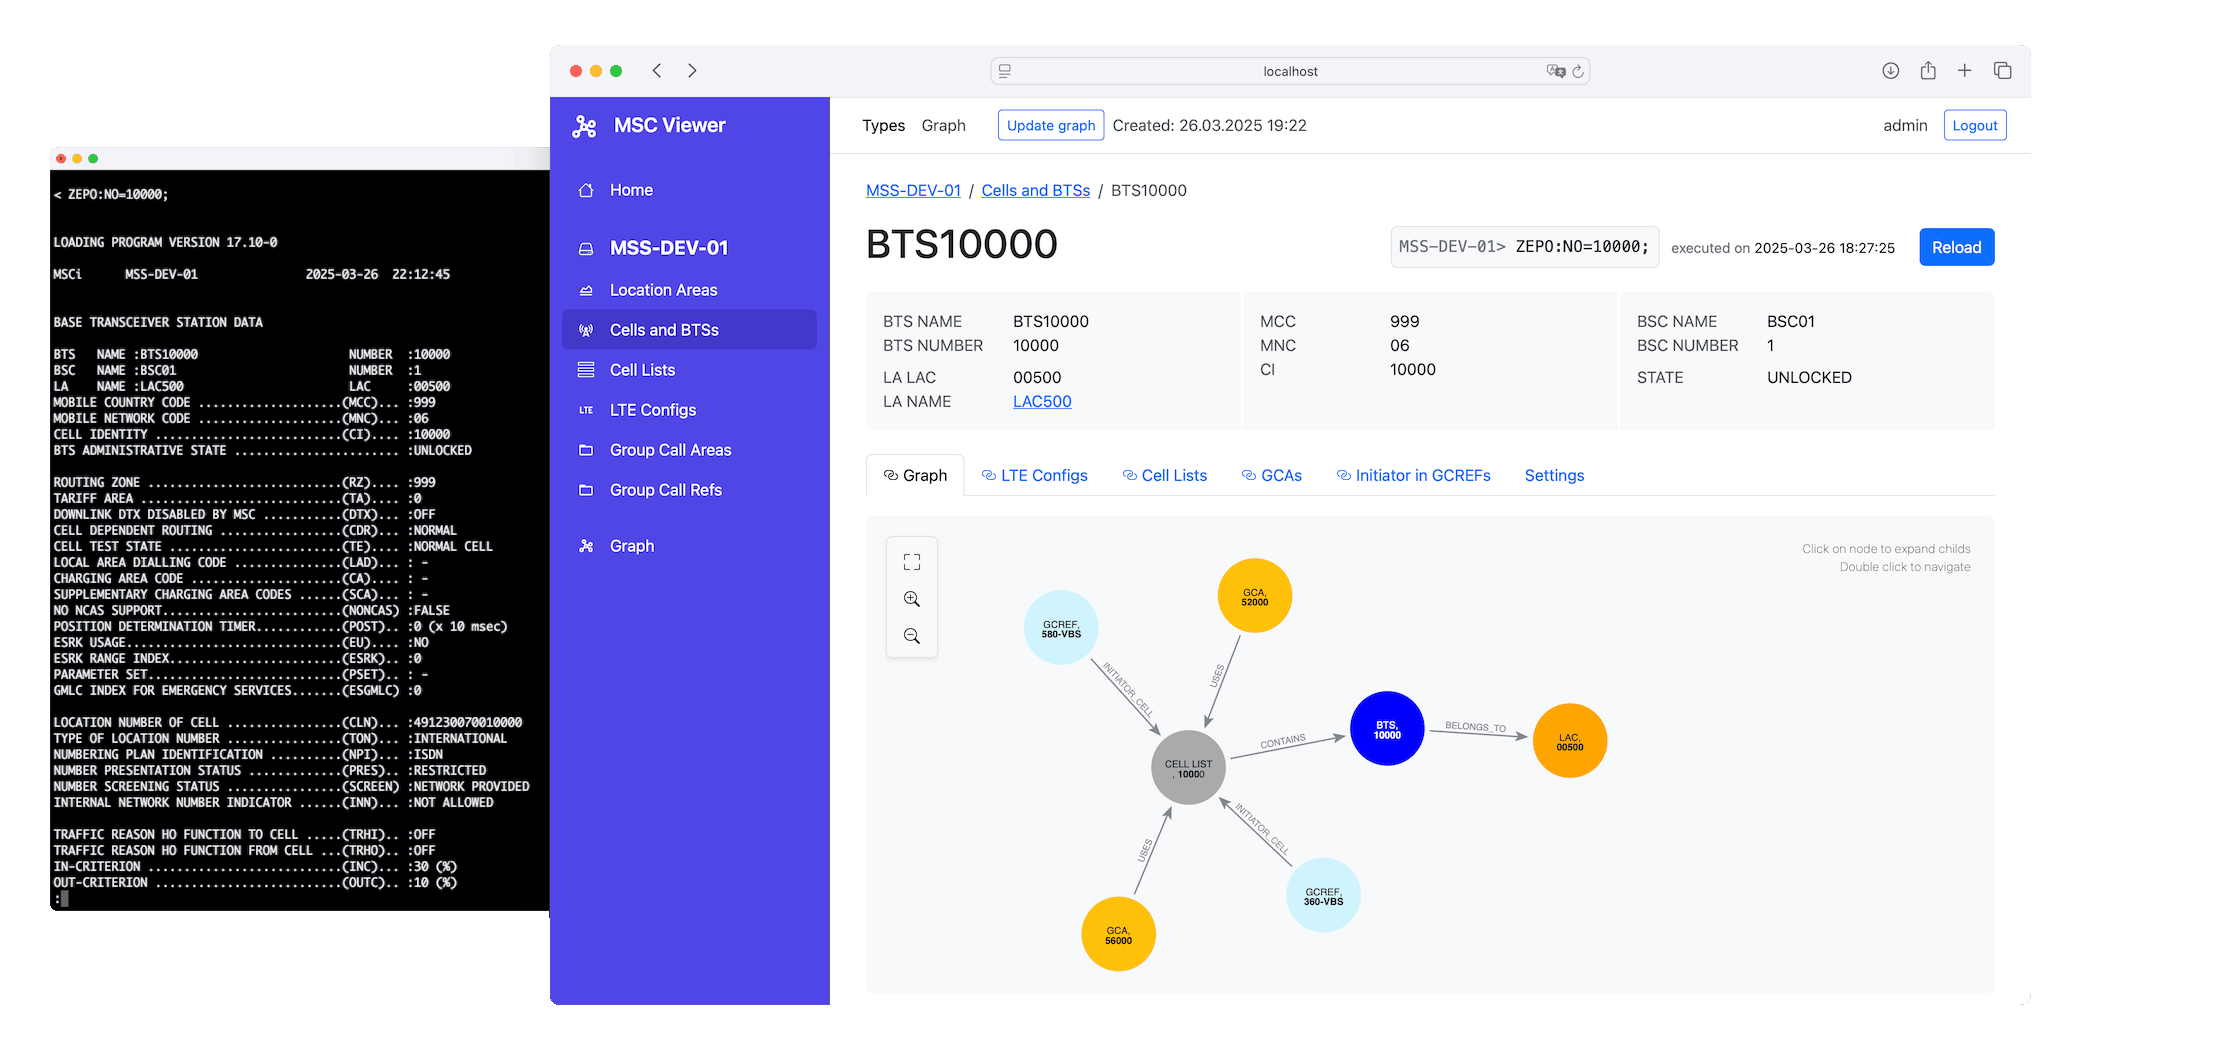 < ZEPO:NO=10000;
LOADING PROGRAM VERSION 17.10-0
MSCi MSS-DEV-01 2025-03-26 22:12:45
BASE TRANSCEIVER STATION DATA
BTS NAME :BTS10000 NUMBER :10000
BSC NAME :BSC01 NUMBER :1
LA NAME :LAC500 LAC :00500
MOBILE COUNTRY CODE .....................(MCC)... :999
MOBILE NETWORK CODE .....................(MNC)... :06
CELL IDENTITY ...........................(CI).... :10000
BTS ADMINISTRATIVE STATE ........................ :UNLOCKED
ROUTING ZONE ............................(RZ).... :999
TARIFF AREA .............................(TA).... :0
DOWNLINK DTX DISABLED BY MSC ............(DTX)... :OFF
CELL DEPENDENT ROUTING ..................(CDR)... :NORMAL
CELL TEST STATE .........................(TE).... :NORMAL CELL
LOCAL AREA DIALLING CODE ................(LAD)... : -
CHARGING AREA CODE ......................(CA).... : -
SUPPLEMENTARY CHARGING AREA CODES ......(SCA)... : -
NO NCAS SUPPORT..........................(NONCAS) :FALSE
POSITION DETERMINATION TIMER.............(POST).. :0 (x 10 msec)
ESRK USAGE...............................(EU).... :NO
ESRK RANGE INDEX.........................(ESRK).. :0
PARAMETER SET............................(PSET).. : -
GMLC INDEX FOR EMERGENCY SERVICES.......(ESGMLC) :0
LOCATION NUMBER OF CELL .................(CLN)... :491230070010000
TYPE OF LOCATION NUMBER .................(TON)... :INTERNATIONAL
NUMBERING PLAN IDENTIFICATION ...........(NPI)... :ISDN
NUMBER PRESENTATION STATUS ..............(PRES).. :RESTRICTED
NUMBER SCREENING STATUS .................(SCREEN) :NETWORK PROVIDED
INTERNAL NETWORK NUMBER INDICATOR ......(INN)... :NOT ALLOWED
TRAFFIC REASON HO FUNCTION TO CELL .....(TRHI).. :OFF
TRAFFIC REASON HO FUNCTION FROM CELL ...(TRHO).. :OFF
IN-CRITERION ............................(INC)... :30 (%)
OUT-CRITERION ...........................(OUTC).. :10 (%)
:
localhost
MSC Viewer
Home
MSS-DEV-01
Location Areas
Cells and BTSs
Cell Lists
LTE LTE Configs
Group Call Areas
Group Call Refs
Graph
Types Graph Update graph Created: 26.03.2025 19:22 admin Logout
MSS-DEV-01 / Cells and BTSs / BTS10000
BTS10000 MSS-DEV-01> ZEPO:NO=10000; executed on 2025-03-26 18:27:25 Reload
BTS NAME BTS10000
BTS NUMBER 10000
LA LAC 00500
LA NAME LAC500
MCC 999
MNC 06
CI 10000
BSC NAME BSC01
BSC NUMBER 1
STATE UNLOCKED
Graph LTE Configs Cell Lists GCAs Initiator in GCREFs Settings
Click on node to expand childs
Double click to navigate
GCA,
52000
GCREF,
580-VBS
INITIATOR_CELL
USES
BTS,
10000
BELONGS_TO
LAC,
00500
CONTAINS
CELL LIST
, 10000
INITIATOR_CELL
USES
GCREF,
360-VBS
GCA,
56000